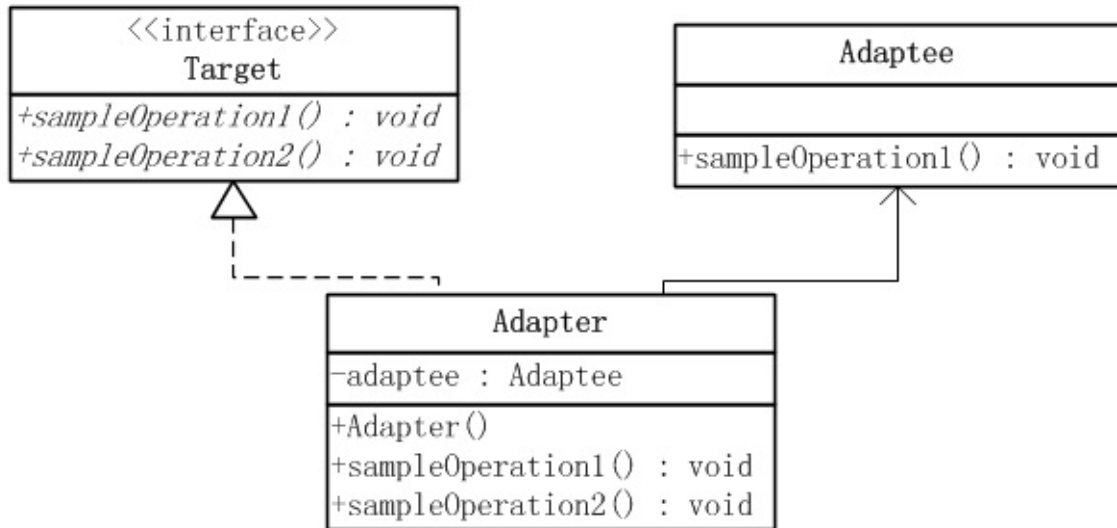 <<interface>>
Target
+sampleOperation1() : void
+sampleOperation2() : void
Adaptee
+sampleOperation1() : void
Adapter
-adaptee : Adaptee
+Adapter()
+sampleOperation1() : void
+sampleOperation2() : void